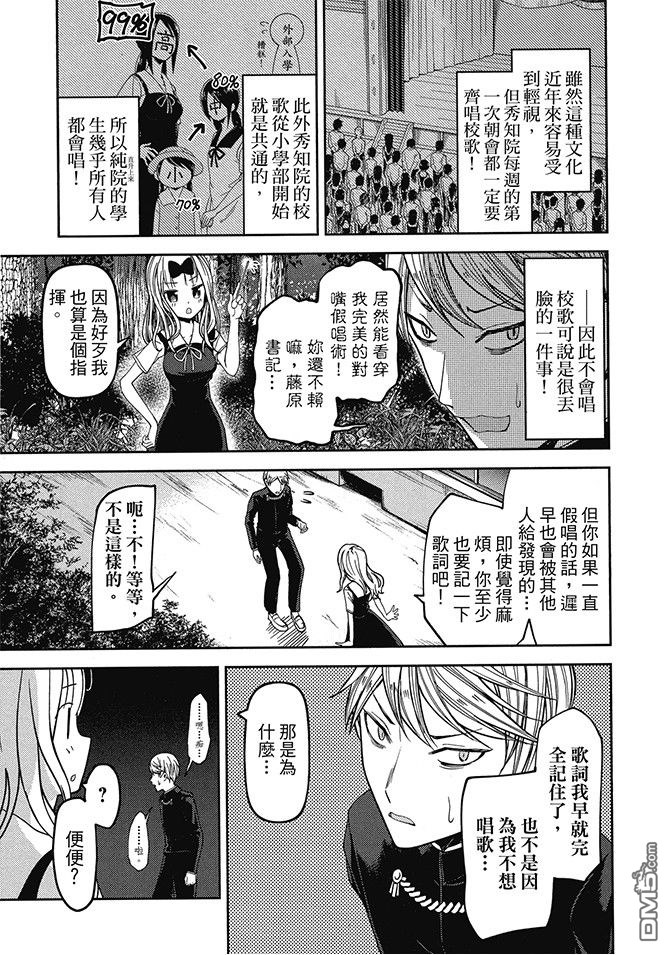 雖然這種文化
近年來容易受
到輕視，
但秀知院每週的第
一次朝會都一定要
齊唱校歌！
外部入學
糟糕！
99%
高
80%
中
70%
小
此外秀知院的校
歌從小學部開始
就是共通的，
所以純院的學
直升上來
生幾乎所有人
都會唱！
——因此不會唱
校歌可說是很丟
臉的一件事！
居然能看穿
我完美的對
嘴假唱術！
妳還不賴
嘛，藤原
書記…
因為好歹我
也算是個指
揮。
但你如果一直
假唱的話，遲
早也會被其他
人給發現的…
即使覺得麻
煩，你至少
也要記一下
歌詞吧！
呃…不！等等，
不是這樣的。
歌詞我早就完
全記住了，
也不是因
為我不想
唱歌…
那是為
什麼…
？
便便？
DM5.com